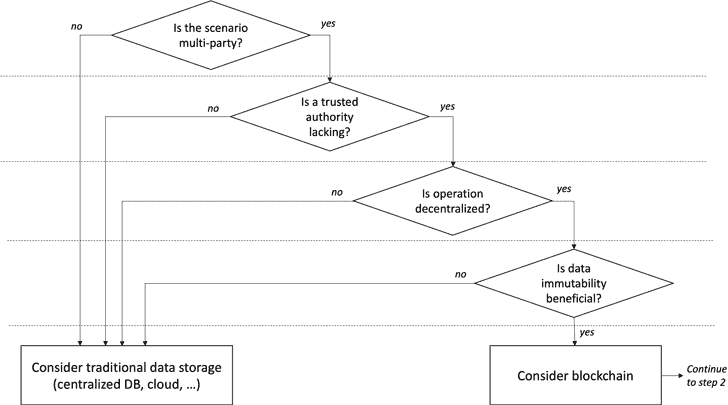 no
yes
Is the scenario
multi-party?
no
yes
Is a trusted
authority
lacking?
no
yes
Is operation
decentralized?
no
yes
Is data
immutability
beneficial?
yes
Consider traditional data storage
(centralized DB, cloud, ...)
Consider blockchain
Continue
to step 2